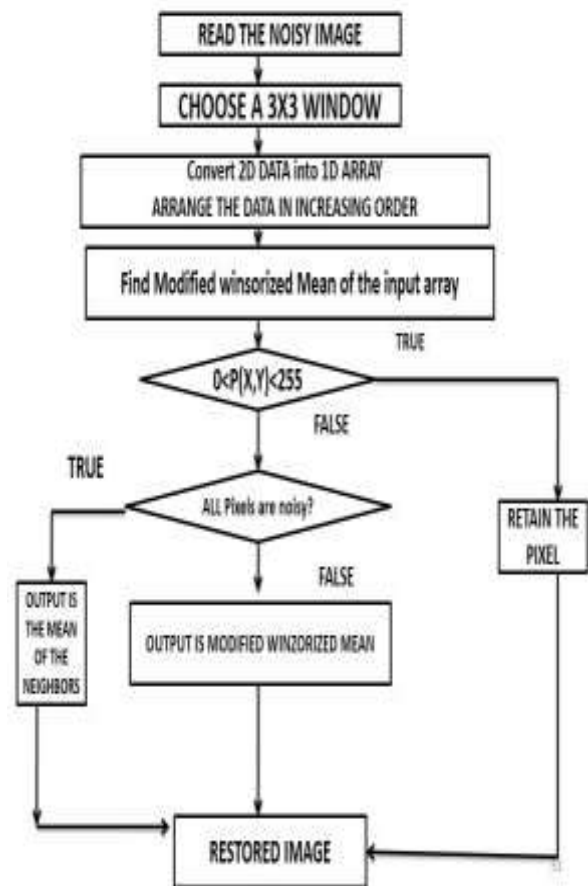 READ THE NOISY IMAGE
CHOOSE A 3X3 WINDOW
Convert 2D DATA into 1D ARRAY
ARRANGE THE DATA IN INCREASING ORDER
Find Modified winsorized Mean of the input array
TRUE
0<P(X,Y)<255
FALSE
TRUE
ALL Pixels are noisy?
RETAIN THE
PIXEL
FALSE
OUTPUT IS
THE MEAN
OF THE
NEIGHBORS
OUTPUT IS MODIFIED WINZORIZED MEAN
RESTORED IMAGE